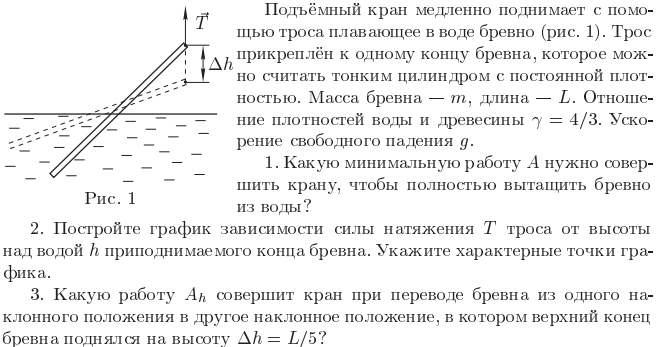 Подъёмный кран медленно поднимает с помо-
щью троса плавающее в воде бревно (рис. 1). Трос
прикреплён к одному концу бревна, которое мож-
но считать тонким цилиндром с постоянной плот-
ностью. Масса бревна — m, длина — L. Отноше-
ние плотностей воды и древесины γ = 4/3. Уско-
рение свободного падения g.
1. Какую минимальную работу A нужно совер-
шить крану, чтобы полностью вытащить бревно
из воды?
T⃗
Δh
Рис. 1
2. Постройте график зависимости силы натяжения T троса от высоты
над водой h приподнимаемого конца бревна. Укажите характерные точки гра-
фика.
3. Какую работу Aₕ совершит кран при переводе бревна из одного на-
клонного положения в другое наклонное положение, в котором верхний конец
бревна поднялся на высоту Δh = L/5?